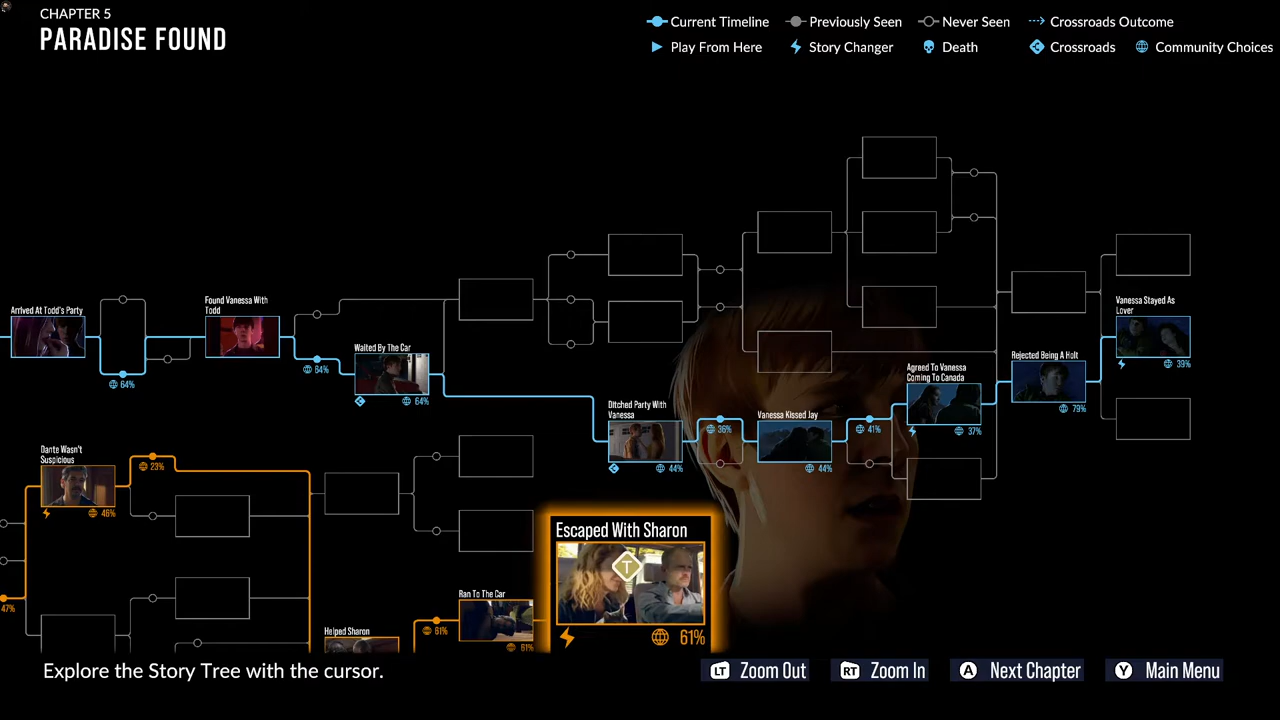 CHAPTER 5
PARADISE FOUND
Current Timeline
Previously Seen
Never Seen
Crossroads Outcome
Play From Here
Story Changer
Death
Crossroads
Community Choices
Arrived At Todd's Party
64%
Found Vanessa With
Todd
64%
Waited By The Car
64%
Ditched Party With
Vanessa
44%
36%
Vanessa Kissed Jay
44%
41%
Agreed To Vanessa
Coming To Canada
37%
Rejected Being A Holt
79%
Vanessa Stayed As
Lover
39%
Dante Wasn't
Suspicious
46%
23%
47%
Helped Sharon
61%
Ran To The Car
61%
Escaped With Sharon
T
61%
Explore the Story Tree with the cursor.
LT Zoom Out
RT Zoom In
A Next Chapter
Y Main Menu